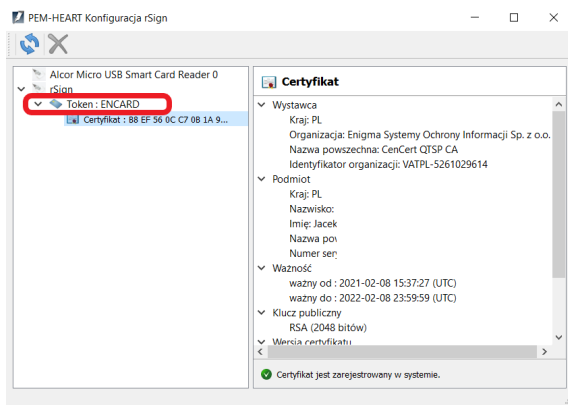 PEM-HEART Konfiguracja rSign
Alcor Micro USB Smart Card Reader 0
rSign
Token : ENCARD
Certyfikat : B8 EF 56 0C C7 0B 1A 9...
Certyfikat
Wystawca
Kraj: PL
Organizacja: Enigma Systemy Ochrony Informacji Sp. z o.o.
Nazwa powszechna: CenCert QTSP CA
Identyfikator organizacji: VATPL-5261029614
Podmiot
Kraj: PL
Nazwisko:
Imię: Jacek
Nazwa
Numer
Ważność
ważny od : 2021-02-08 15:37:27 (UTC)
ważny do : 2022-02-08 23:59:59 (UTC)
Klucz publiczny
RSA (2048 bitów)
Wersja certyfikatu
Certyfikat jest zarejestrowany w systemie.